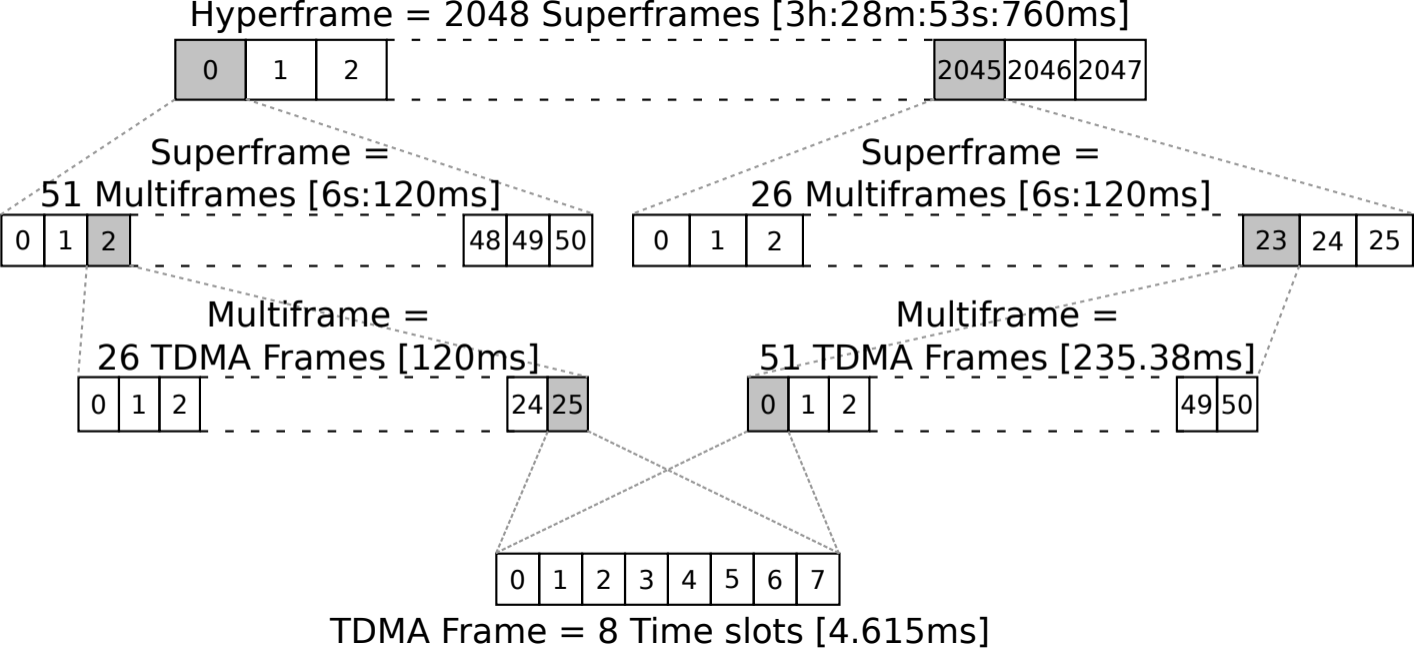 Hyperframe = 2048 Superframes [3h:28m:53s:760ms]
0 1 2 2045 2046 2047
Superframe =
51 Multiframes [6s:120ms]
Superframe =
26 Multiframes [6s:120ms]
0 1 2 48 49 50
0 1 2 23 24 25
Multiframe =
26 TDMA Frames [120ms]
Multiframe =
51 TDMA Frames [235.38ms]
0 1 2 24 25
0 1 2 49 50
0 1 2 3 4 5 6 7
TDMA Frame = 8 Time slots [4.615ms]